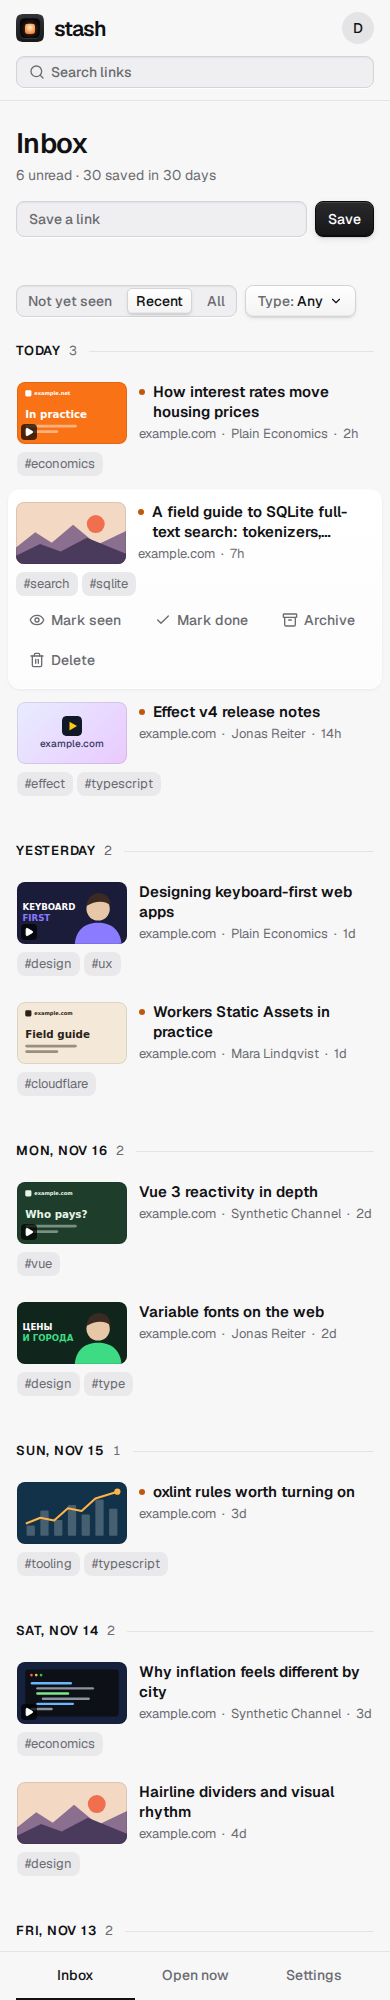 stash
D
Search links
Inbox
6 unread · 30 saved in 30 days
Save a link
Save
Not yet seen
Recent
All
Type: Any
TODAY 3
example.net
In practice
How interest rates move
housing prices
example.com · Plain Economics · 2h
#economics
A field guide to SQLite full-
text search: tokenizers,...
example.com · 7h
#search #sqlite
Mark seen
Mark done
Archive
Delete
example.com
Effect v4 release notes
example.com · Jonas Reiter · 14h
#effect #typescript
YESTERDAY 2
KEYBOARD
FIRST
Designing keyboard-first web
apps
example.com · Plain Economics · 1d
#design #ux
example.com
Field guide
Workers Static Assets in
practice
example.com · Mara Lindqvist · 1d
#cloudflare
MON, NOV 16 2
example.com
Who pays?
Vue 3 reactivity in depth
example.com · Synthetic Channel · 2d
#vue
ЦЕНЫ
И ГОРОДА
Variable fonts on the web
example.com · Jonas Reiter · 2d
#design #type
SUN, NOV 15 1
oxlint rules worth turning on
example.com · 3d
#tooling #typescript
SAT, NOV 14 2
Why inflation feels different by
city
example.com · Synthetic Channel · 3d
#economics
Hairline dividers and visual
rhythm
example.com · 4d
#design
FRI, NOV 13 2
Inbox
Open now
Settings